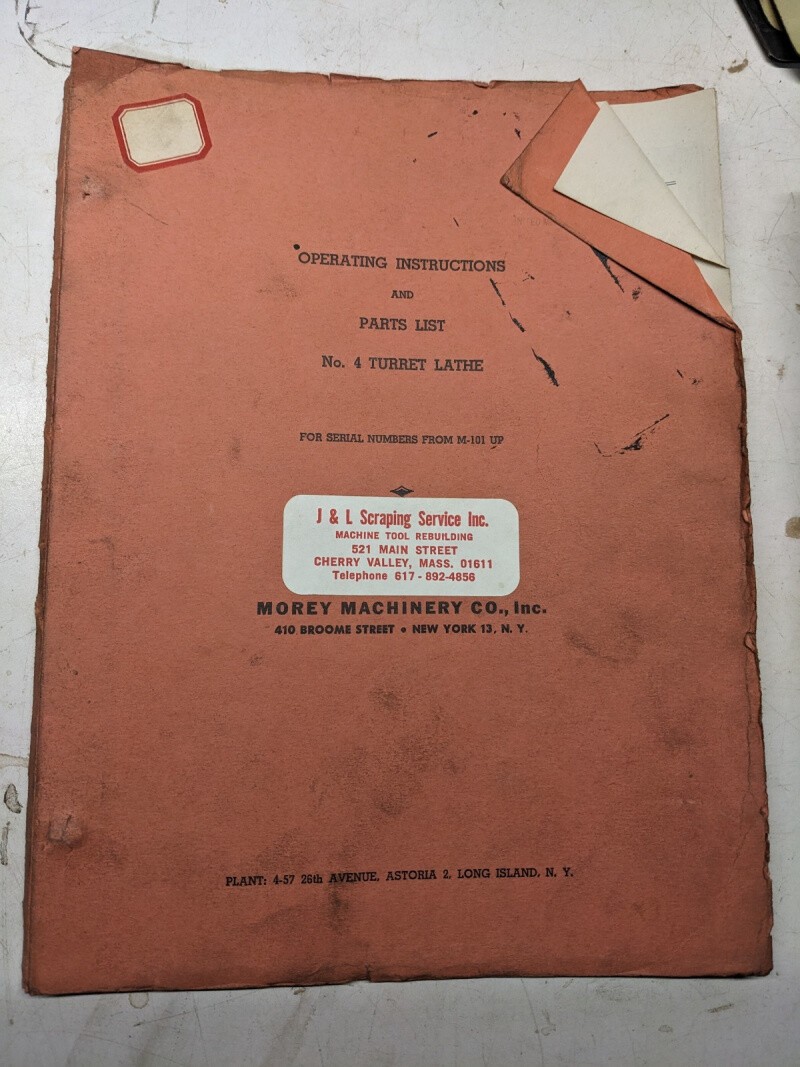 OPERATING INSTRUCTIONS
AND
PARTS LIST
No. 4 TURRET LATHE
FOR SERIAL NUMBERS FROM M-101 UP
J & L Scraping Service Inc.
MACHINE TOOL REBUILDING
521 MAIN STREET
CHERRY VALLEY, MASS. 01611
Telephone 617 - 892-4856
MOREY MACHINERY CO., Inc.
410 BROOME STREET • NEW YORK 13, N. Y.
PLANT: 4-57 26th AVENUE, ASTORIA 2, LONG ISLAND, N. Y.